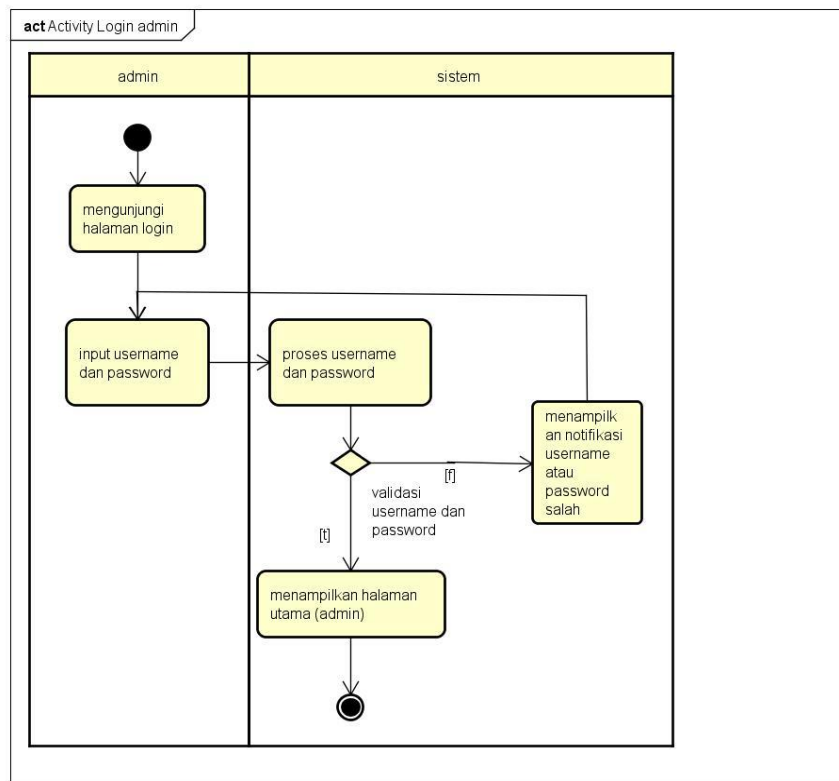 act Activity Login admin
admin
sistem
mengunjungi
halaman login
input username
dan password
proses username
dan password
menampilk
an notifikasi
username
atau
password
salah
[f]
validasi
username dan
password
[t]
menampilkan halaman
utama (admin)